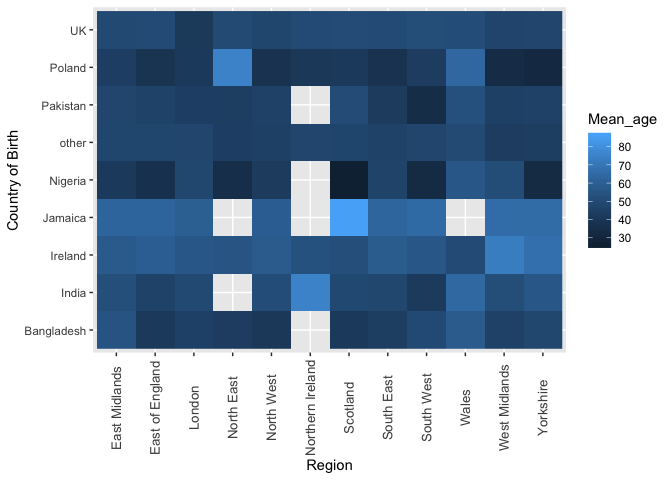 Country of Birth
UK
Poland
Pakistan
other
Nigeria
Jamaica
Ireland
India
Bangladesh
East Midlands
East of England
London
North East
North West
Northern Ireland
Scotland
South East
South West
Wales
West Midlands
Yorkshire
Region
Mean_age
80
70
60
50
40
30